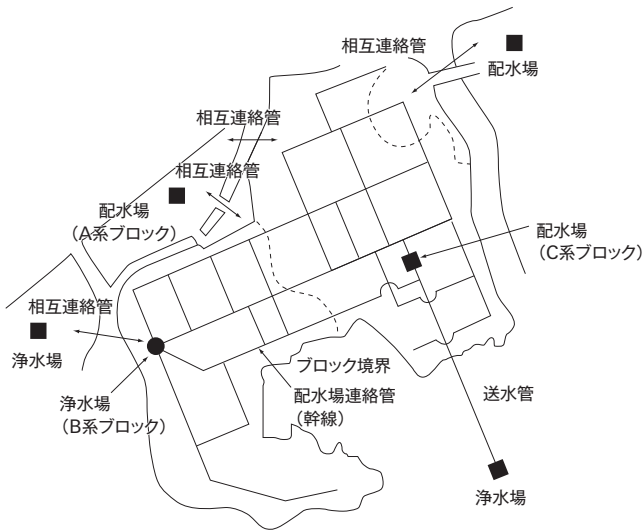 相互連絡管
配水場
相互連絡管
相互連絡管
配水場
(A系ブロック)
配水場
(C系ブロック)
相互連絡管
浄水場
浄水場
(B系ブロック)
ブロック境界
配水場連絡管
(幹線)
送水管
浄水場